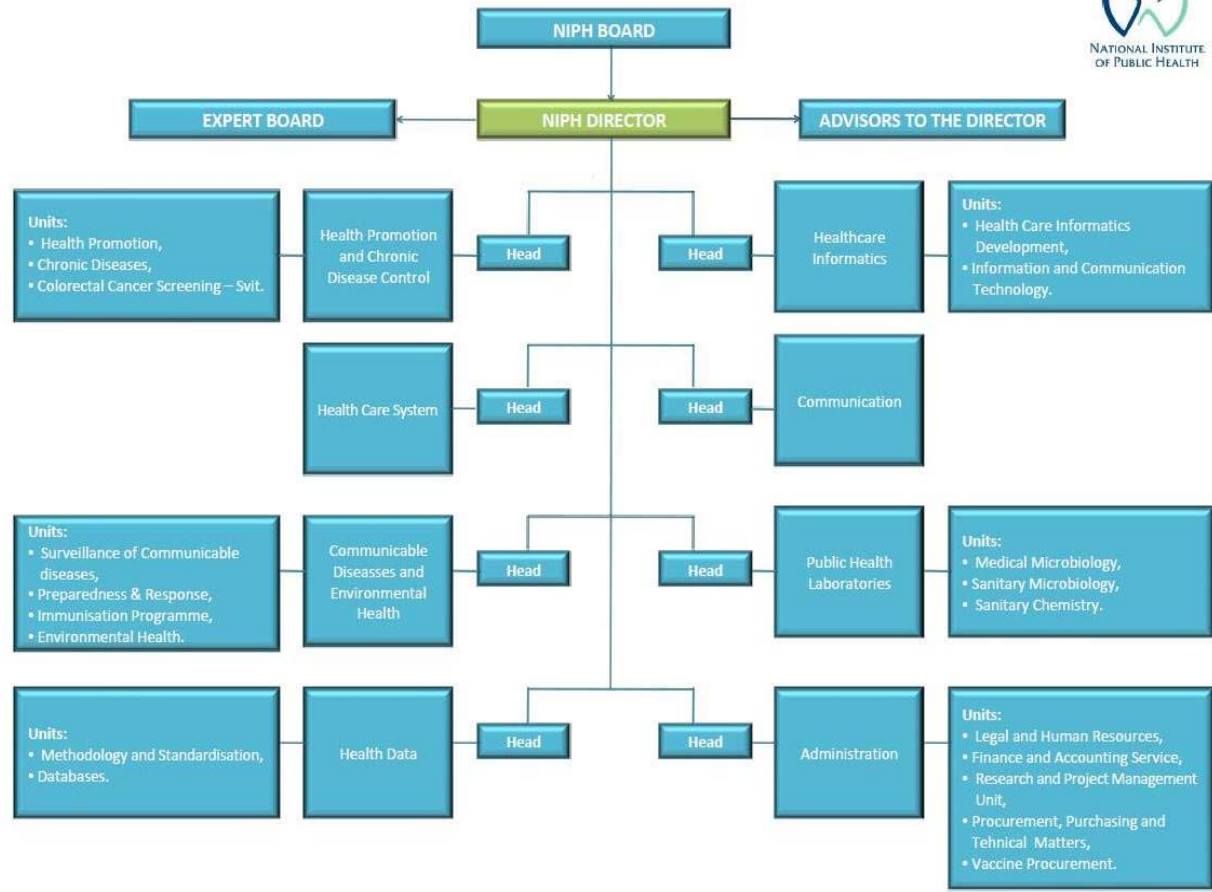 NATIONAL INSTITUTE
OF PUBLIC HEALTH
NIPH BOARD
EXPERT BOARD
NIPH DIRECTOR
ADVISORS TO THE DIRECTOR
Units:
• Health Promotion,
• Chronic Diseases,
• Colorectal Cancer Screening – Svit.
Health Promotion
and Chronic
Disease Control
Head
Head
Healthcare
Informatics
Units:
• Health Care Informatics
Development,
• Information and Communication
Technology.
Health Care System
Head
Head
Communication
Units:
• Surveillance of Communicable
diseases,
• Preparedness & Response,
• Immunisation Programme,
• Environmental Health.
Communicable
Diseasses and
Environmental
Health
Head
Head
Public Health
Laboratories
Units:
• Medical Microbiology,
• Sanitary Microbiology,
• Sanitary Chemistry.
Units:
• Methodology and Standardisation,
• Databases.
Health Data
Head
Head
Administration
Units:
• Legal and Human Resources,
• Finance and Accounting Service,
• Research and Project Management
Unit,
• Procurement, Purchasing and
Tehnical Matters,
• Vaccine Procurement.